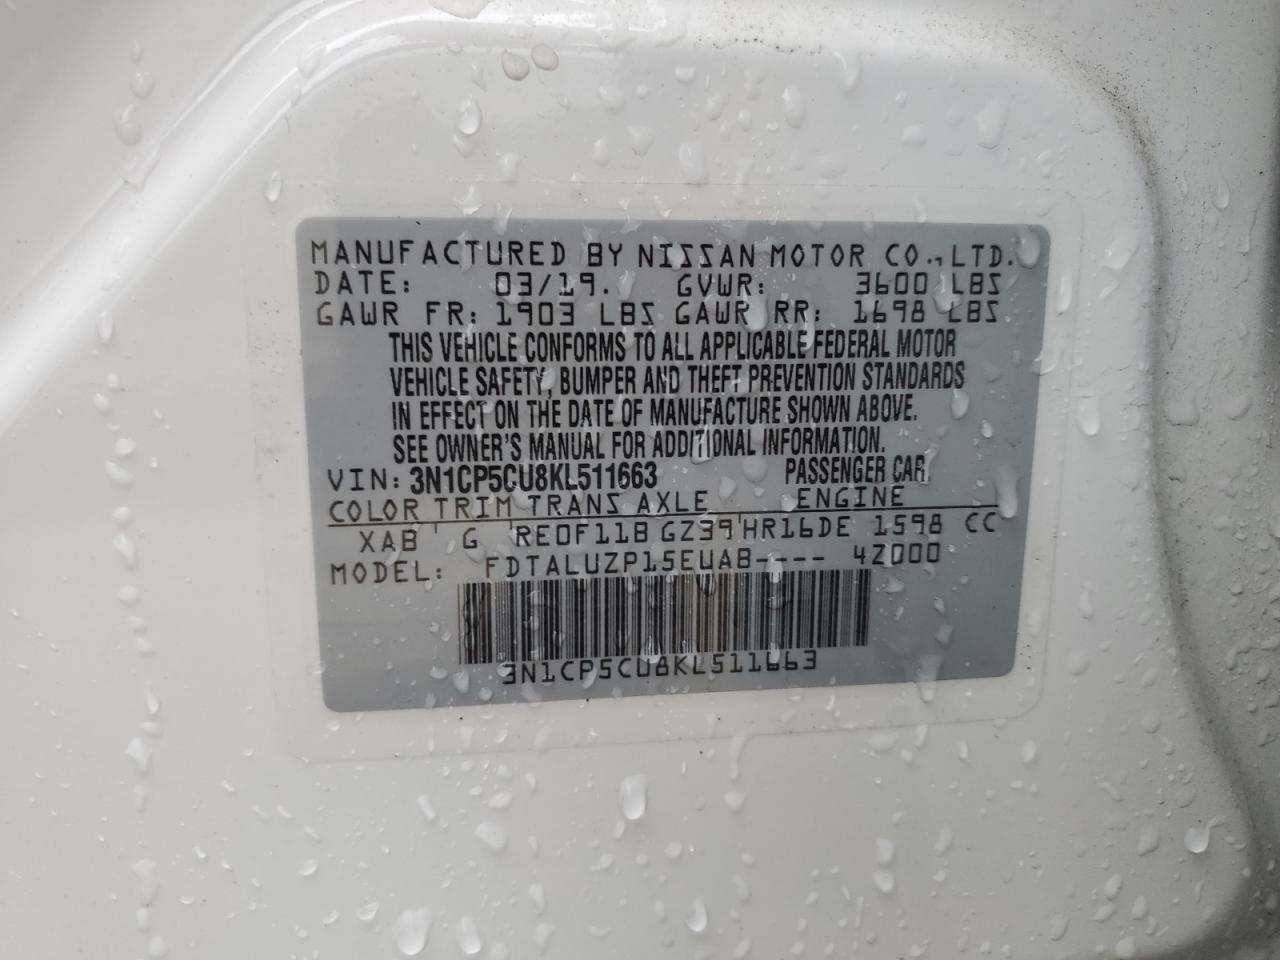 MANUFACTURED BY NISSAN MOTOR CO., LTD.
DATE: 03/19. GVWR: 3600 LBS
GAWR FR: 1903 LBS GAWR RR: 1698 LBS
THIS VEHICLE CONFORMS TO ALL APPLICABLE FEDERAL MOTOR
VEHICLE SAFETY, BUMPER AND THEFT PREVENTION STANDARDS
IN EFFECT ON THE DATE OF MANUFACTURE SHOWN ABOVE.
SEE OWNER'S MANUAL FOR ADDITIONAL INFORMATION.
VIN: 3N1CP5CU8KL511663 PASSENGER CAR
COLOR TRIM TRANS AXLE ENGINE
XAB G RE0F11B GZ39 HR16DE 1598 CC
MODEL: FDTALUZP15EUAB---- 4Z000
3N1CP5CU8KL511663